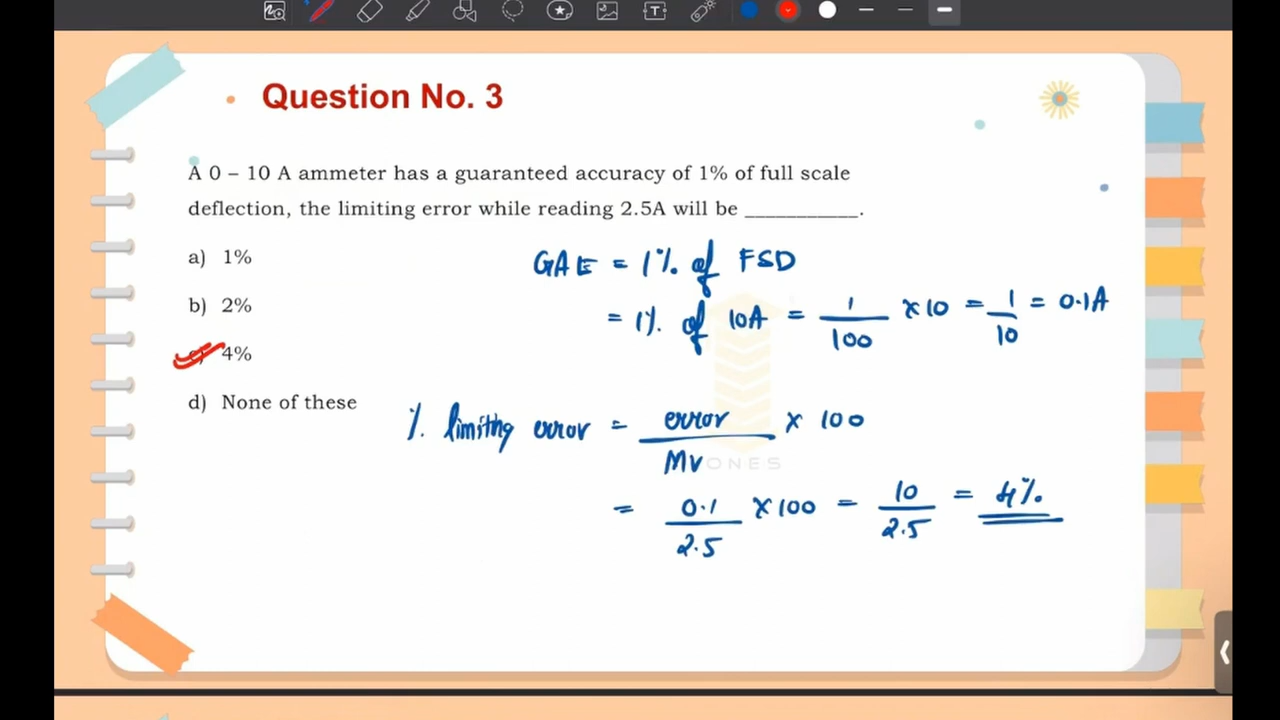 Question No. 3
A 0 – 10 A ammeter has a guaranteed accuracy of 1% of full scale
deflection, the limiting error while reading 2.5A will be ___________.
a) 1%
b) 2%
c) 4%
d) None of these
GAE = 1% of FSD
= 1% of 10A = 1/100 × 10 = 1/10 = 0.1A
% limiting error = error/MV × 100
ONES
= 0.1/2.5 × 100 = 10/2.5 = 4%